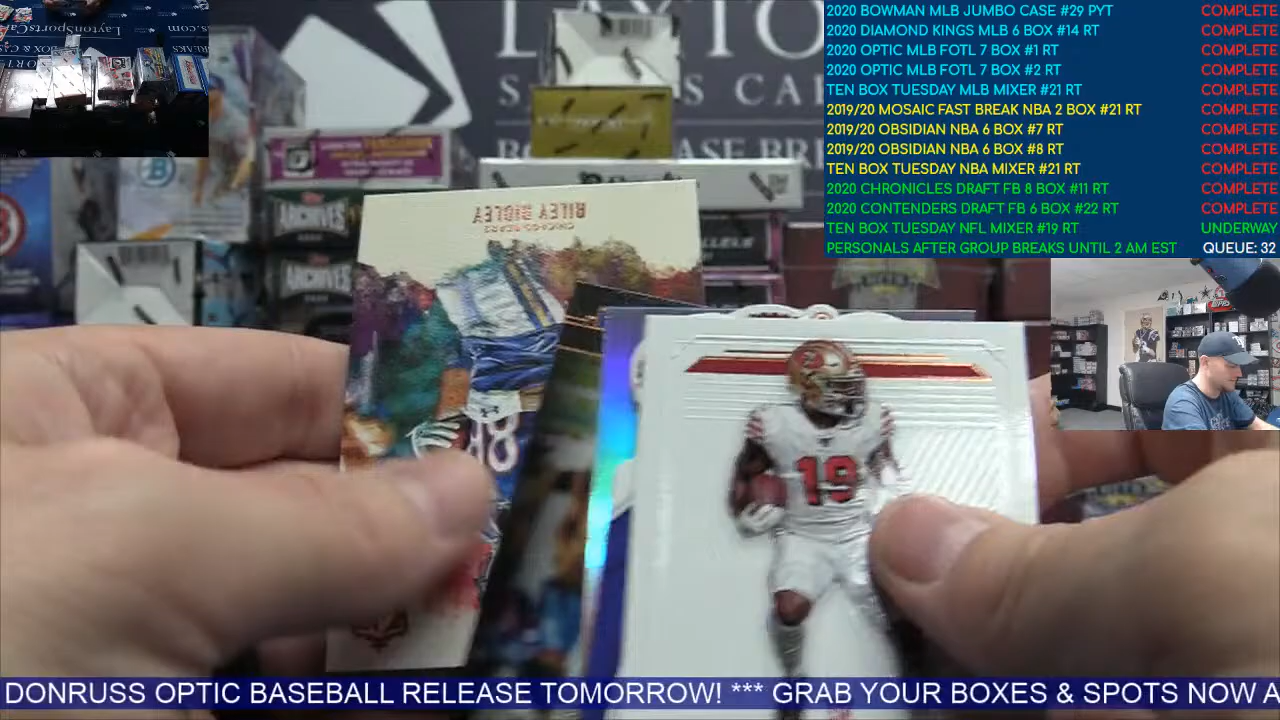 2020 BOWMAN MLB JUMBO CASE #29 PYT COMPLETE
2020 DIAMOND KINGS MLB 6 BOX #14 RT COMPLETE
2020 OPTIC MLB FOTL 7 BOX #1 RT COMPLETE
2020 OPTIC MLB FOTL 7 BOX #2 RT COMPLETE
TEN BOX TUESDAY MLB MIXER #21 RT COMPLETE
2019/20 MOSAIC FAST BREAK NBA 2 BOX #21 RT COMPLETE
2019/20 OBSIDIAN NBA 6 BOX #7 RT COMPLETE
2019/20 OBSIDIAN NBA 6 BOX #8 RT COMPLETE
TEN BOX TUESDAY NBA MIXER #21 RT COMPLETE
2020 CHRONICLES DRAFT FB 8 BOX #11 RT COMPLETE
2020 CONTENDERS DRAFT FB 6 BOX #22 RT COMPLETE
TEN BOX TUESDAY NFL MIXER #19 RT UNDERWAY
PERSONALS AFTER GROUP BREAKS UNTIL 2 AM EST QUEUE: 32
LAYTO
ARCHIVES
ARCHIVES
CHICAGO BEARS
RILEY RIDLEY
88
19
DONRUSS OPTIC BASEBALL RELEASE TOMORROW! *** GRAB YOUR BOXES & SPOTS NOW A